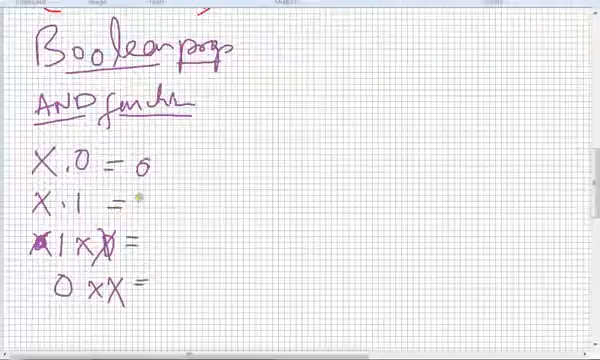 Boolean props
AND function
X.0 = 0
X.1 =
1 x X =
0 x X =